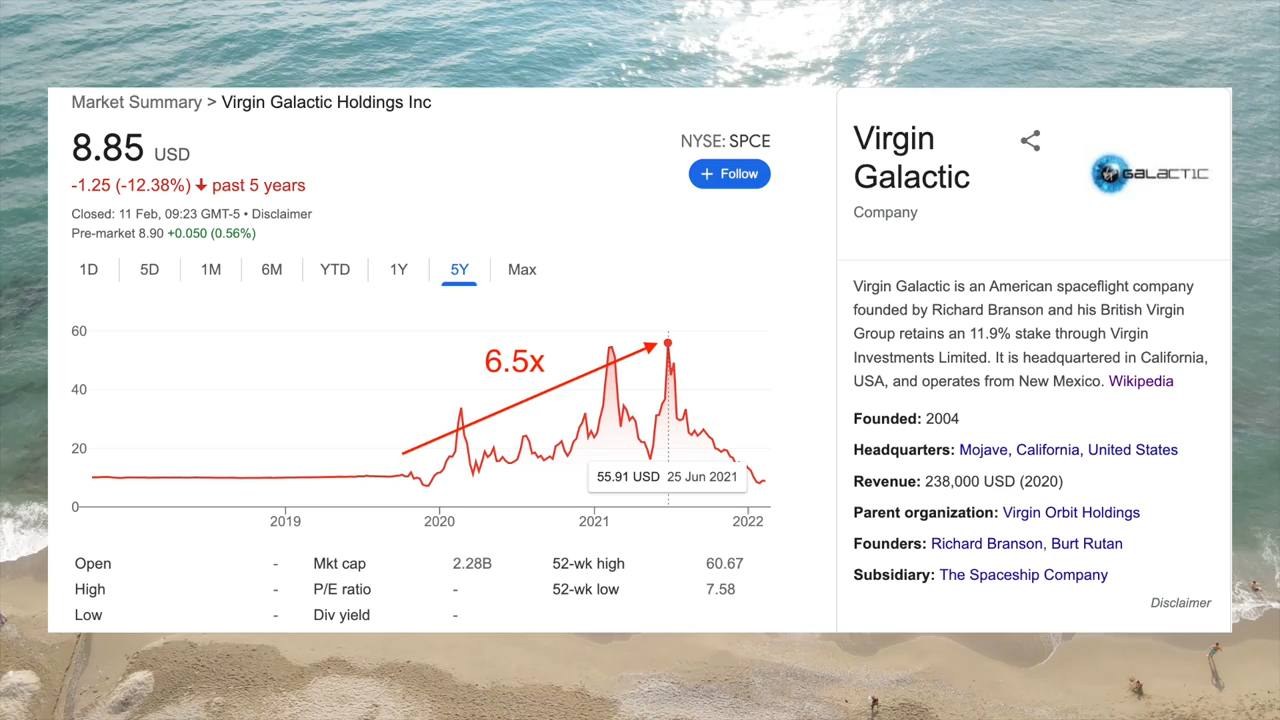 Market Summary > Virgin Galactic Holdings Inc
8.85 USD
-1.25 (-12.38%) ↓ past 5 years
Closed: 11 Feb, 09:23 GMT-5 • Disclaimer
Pre-market 8.90 +0.050 (0.56%)
NYSE: SPCE
+ Follow
1D 5D 1M 6M YTD 1Y 5Y Max
60
40
20
0
6.5x
55.91 USD 25 Jun 2021
2019 2020 2021 2022
Open - Mkt cap 2.28B 52-wk high 60.67
High - P/E ratio - 52-wk low 7.58
Low - Div yield -
Virgin
Galactic
Company
GALACTIC
Virgin Galactic is an American spaceflight company
founded by Richard Branson and his British Virgin
Group retains an 11.9% stake through Virgin
Investments Limited. It is headquartered in California,
USA, and operates from New Mexico. Wikipedia
Founded: 2004
Headquarters: Mojave, California, United States
Revenue: 238,000 USD (2020)
Parent organization: Virgin Orbit Holdings
Founders: Richard Branson, Burt Rutan
Subsidiary: The Spaceship Company
Disclaimer